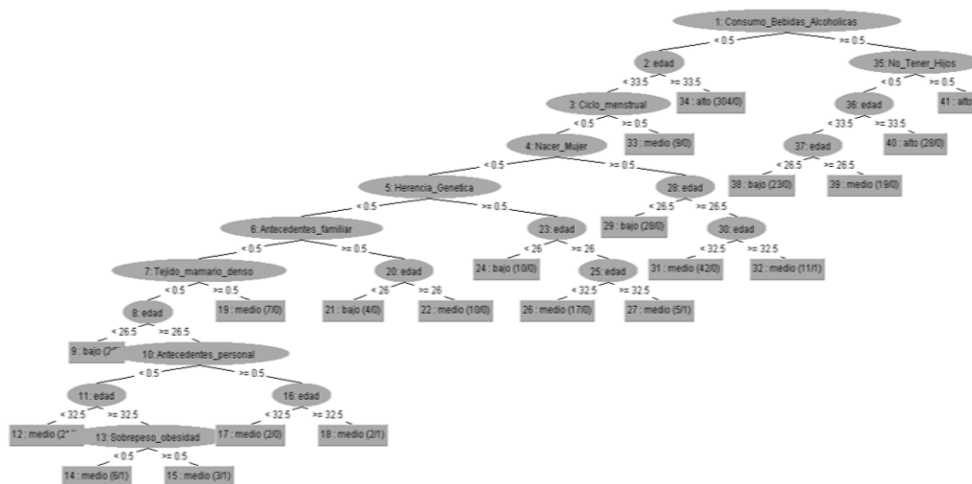 1: Consumo_Bebidas_Alcoholicas
< 0.5 >= 0.5
2: edad 35: No_Tener_Hijos
< 33.5 >= 33.5 < 0.5 >= 0.5
3: Ciclo_menstrual 34 : alto (304/0) 36: edad 41 : alto
< 0.5 >= 0.5 < 33.5 >= 33.5
4: Nacer_Mujer 33 : medio (9/0) 37: edad 40 : alto (28/0)
< 0.5 >= 0.5 < 26.5 >= 26.5
5: Herencia_Genetica 28: edad 38 : bajo (23/0) 39 : medio (19/0)
< 0.5 >= 0.5 < 26.5 >= 26.5
6: Antecedentes_familiar 23: edad 29 : bajo (28/0) 30: edad
< 0.5 >= 0.5 < 26 >= 26 < 32.5 >= 32.5
7: Tejido_mamario_denso 20: edad 24 : bajo (10/0) 25: edad 31 : medio (42/0) 32 : medio (11/1)
< 0.5 >= 0.5 < 26 >= 26 < 32.5 >= 32.5
8: edad 19 : medio (7/0) 21 : bajo (4/0) 22 : medio (10/0) 26 : medio (17/0) 27 : medio (5/1)
< 26.5 >= 26.5
9 : bajo 10: Antecedentes_personal
< 0.5 >= 0.5
11: edad 16: edad
< 32.5 >= 32.5 < 32.5 >= 32.5
12 : medio 13: Sobrepeso_obesidad 17 : medio (2/0) 18 : medio (2/1)
< 0.5 >= 0.5
14 : medio (6/1) 15 : medio (3/1)